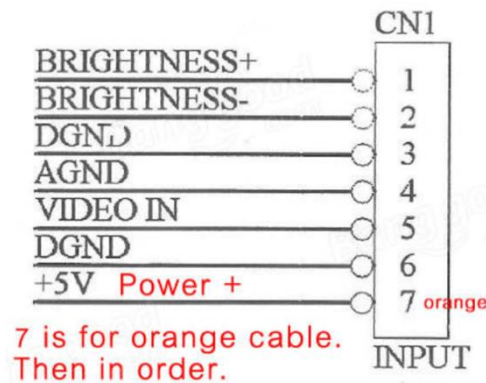 CN1
BRIGHTNESS+
1
BRIGHTNESS-
2
DGND
3
AGND
4
VIDEO IN
5
DGND
6
+5V Power +
7 orange
7 is for orange cable.
Then in order.
INPUT